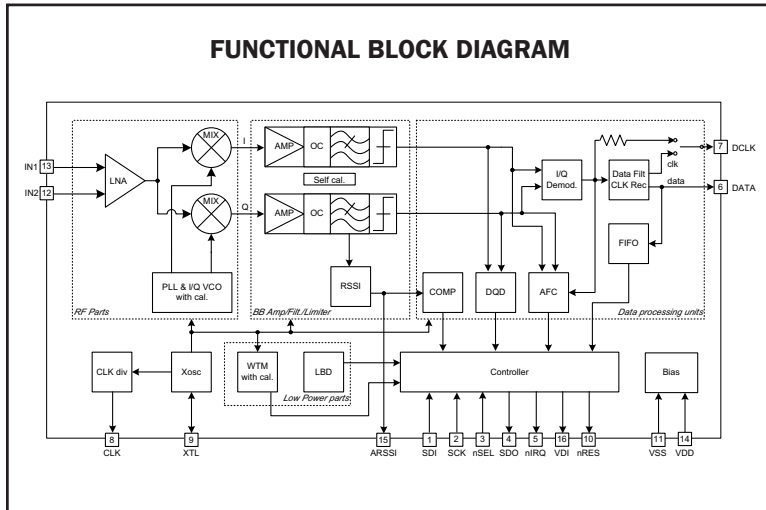 FUNCTIONAL BLOCK DIAGRAM
MIX
I
AMP
OC
7
DCLK
clk
IN1
13
LNA
Self cal.
I/Q
Demod.
Data Filt
CLK Rec
data
6
DATA
IN2
12
MIX
Q
AMP
OC
FIFO
PLL & I/Q VCO
with cal.
RSSI
COMP
DQD
AFC
RF Parts
BB Amp/Filt./Limiter
Data processing units
CLK div
Xosc
WTM
with cal.
LBD
Controller
Bias
Low Power parts
8
9
15
1
2
3
4
5
16
10
11
14
CLK
XTL
ARSSI
SDI
SCK
nSEL
SDO
nIRQ
VDI
nRES
VSS
VDD